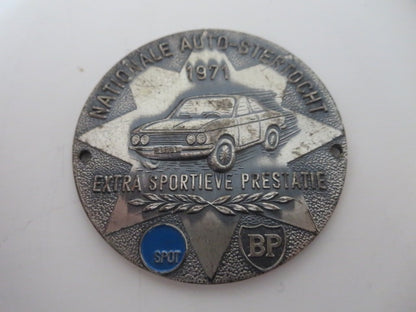 NATIONALE AUTO-STERTOCHT
1971
EXTRA SPORTIEVE PRESTATIE
SPOT
BP